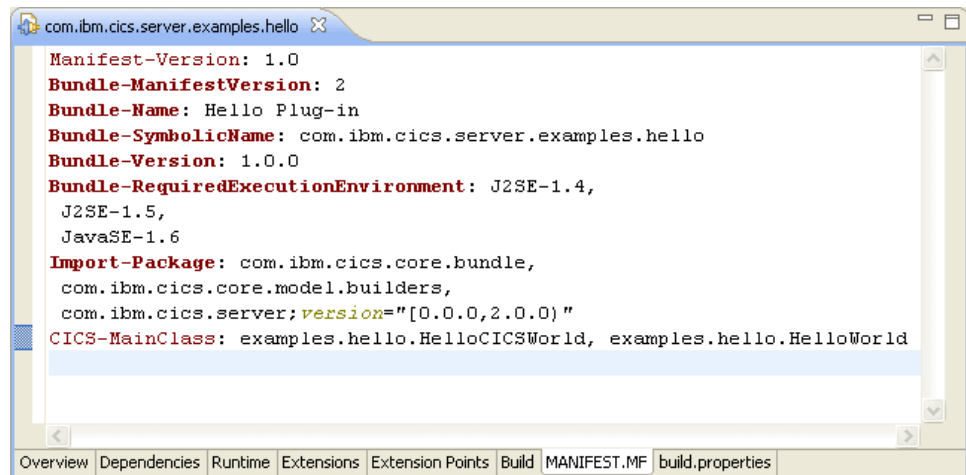 com.ibm.cics.server.examples.hello
Manifest-Version: 1.0
Bundle-ManifestVersion: 2
Bundle-Name: Hello Plug-in
Bundle-SymbolicName: com.ibm.cics.server.examples.hello
Bundle-Version: 1.0.0
Bundle-RequiredExecutionEnvironment: J2SE-1.4,
 J2SE-1.5,
 JavaSE-1.6
Import-Package: com.ibm.cics.core.bundle,
 com.ibm.cics.core.model.builders,
 com.ibm.cics.server;version="[0.0.0,2.0.0)"
CICS-MainClass: examples.hello.HelloCICSWorld, examples.hello.HelloWorld
Overview Dependencies Runtime Extensions Extension Points Build MANIFEST.MF build.properties